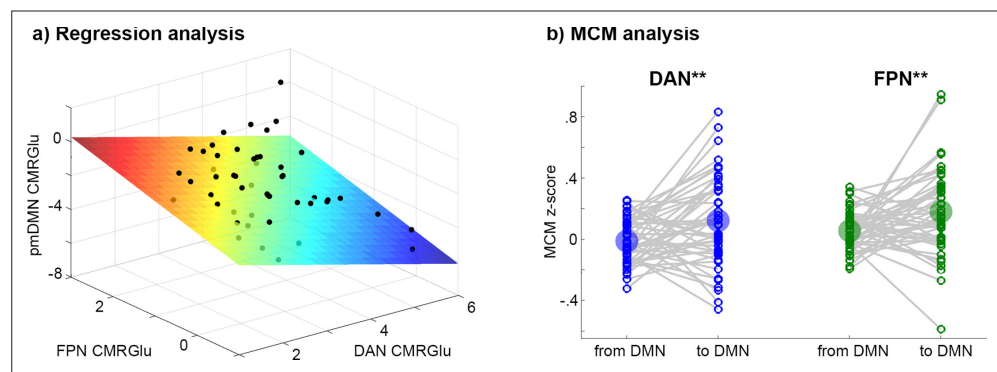 a) Regression analysis
0
-4
-8
pmDMN CMRGlu
2
0
FPN CMRGlu
2
4
6
DAN CMRGlu
b) MCM analysis
DAN**
FPN**
.8
.4
0
-.4
MCM z-score
from DMN
to DMN
from DMN
to DMN